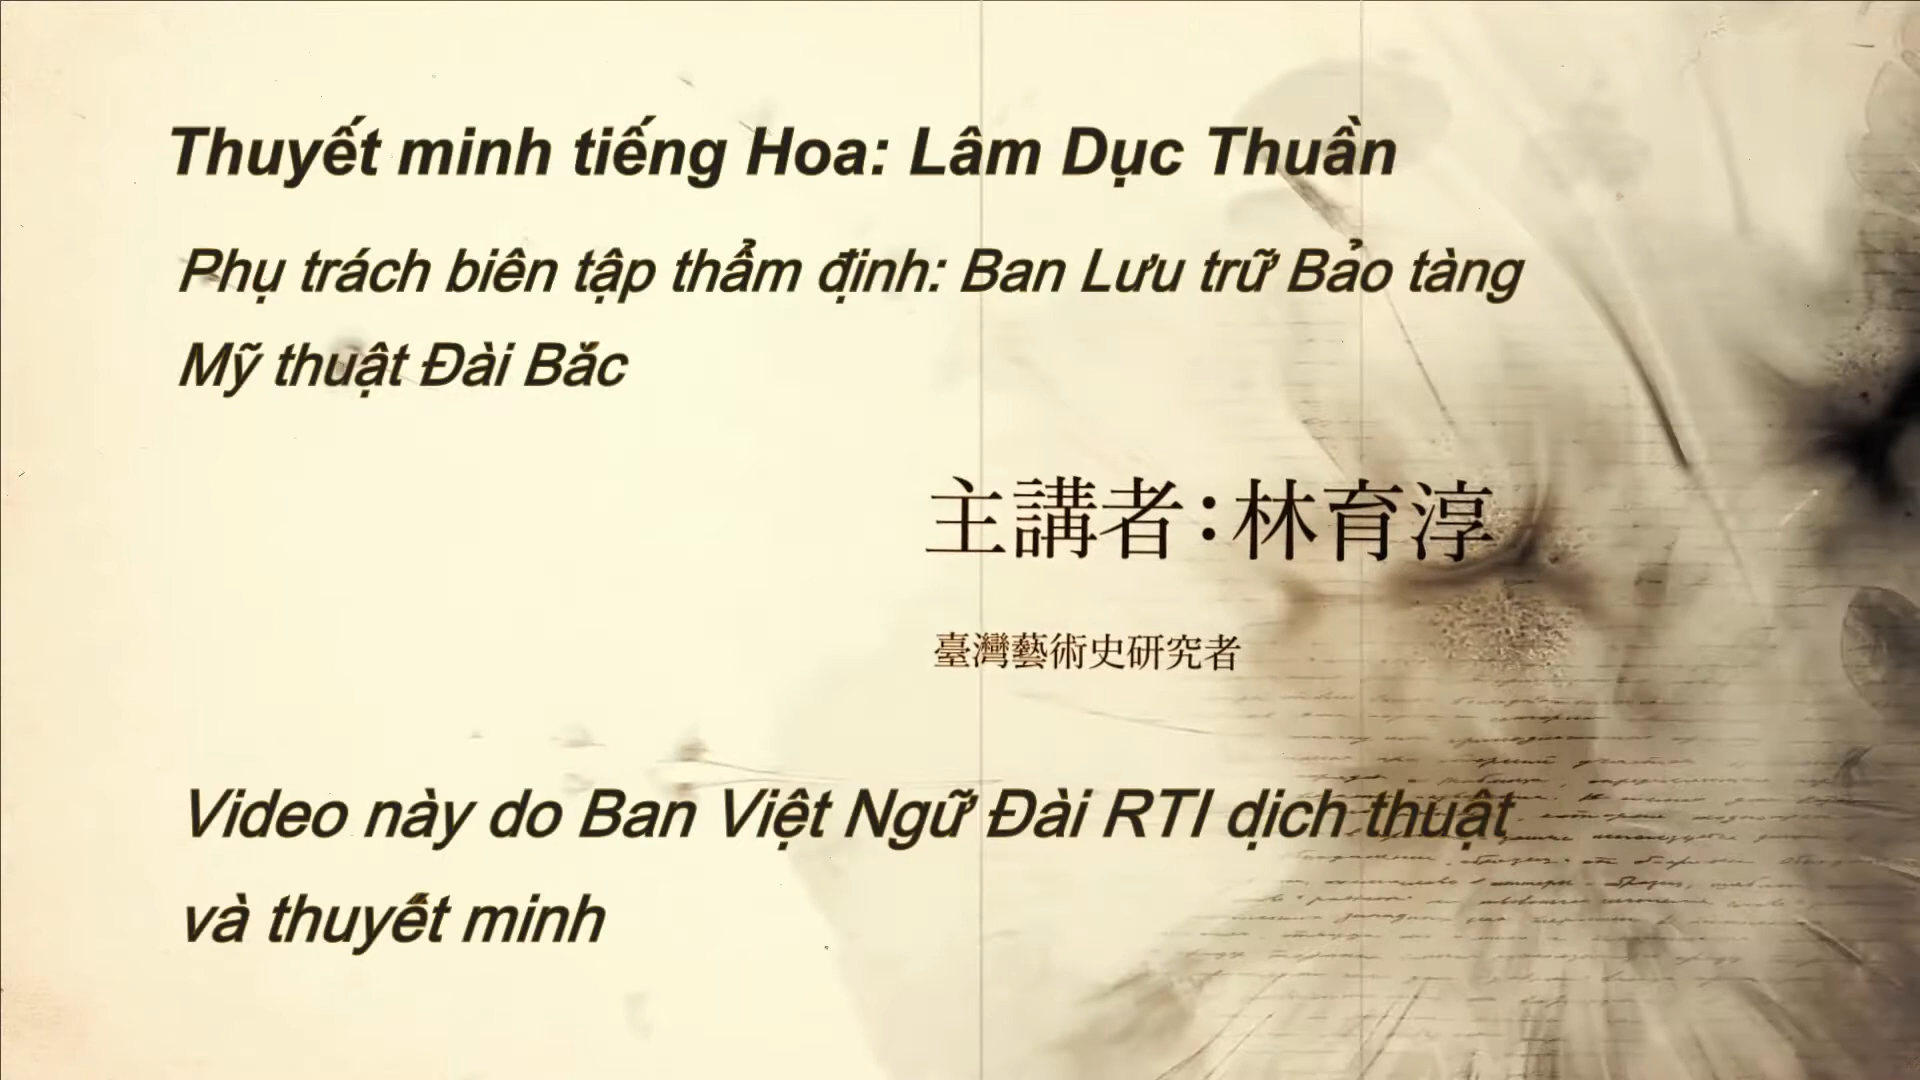 Thuyết minh tiếng Hoa: Lâm Dục Thuần
Phụ trách biên tập thẩm định: Ban Lưu trữ Bảo tàng
Mỹ thuật Đài Bắc
主講者：林育淳
臺灣藝術史研究者
Video này do Ban Việt Ngữ Đài RTI dịch thuật
và thuyết minh